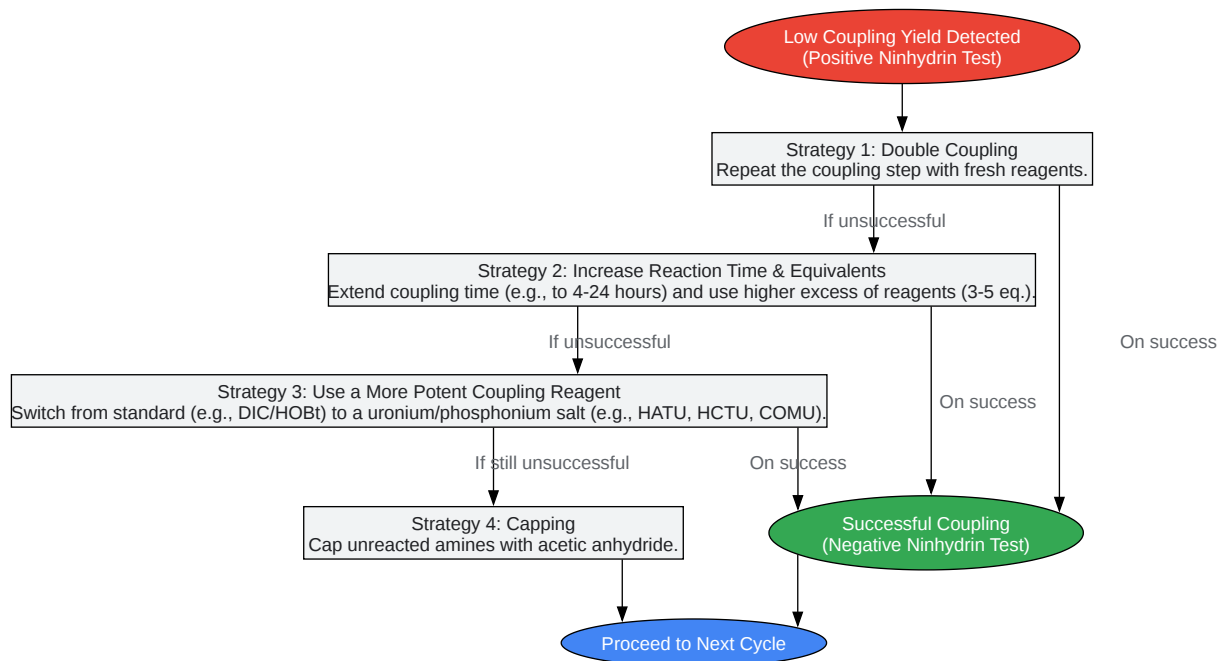 Low Coupling Yield Detected
(Positive Ninhydrin Test)
Strategy 1: Double Coupling
Repeat the coupling step with fresh reagents.
If unsuccessful
Strategy 2: Increase Reaction Time & Equivalents
Extend coupling time (e.g., to 4-24 hours) and use higher excess of reagents (3-5 eq.).
If unsuccessful
On success
Strategy 3: Use a More Potent Coupling Reagent
Switch from standard (e.g., DIC/HOBt) to a uronium/phosphonium salt (e.g., HATU, HCTU, COMU).
On success
If still unsuccessful
On success
Strategy 4: Capping
Cap unreacted amines with acetic anhydride.
Successful Coupling
(Negative Ninhydrin Test)
Proceed to Next Cycle